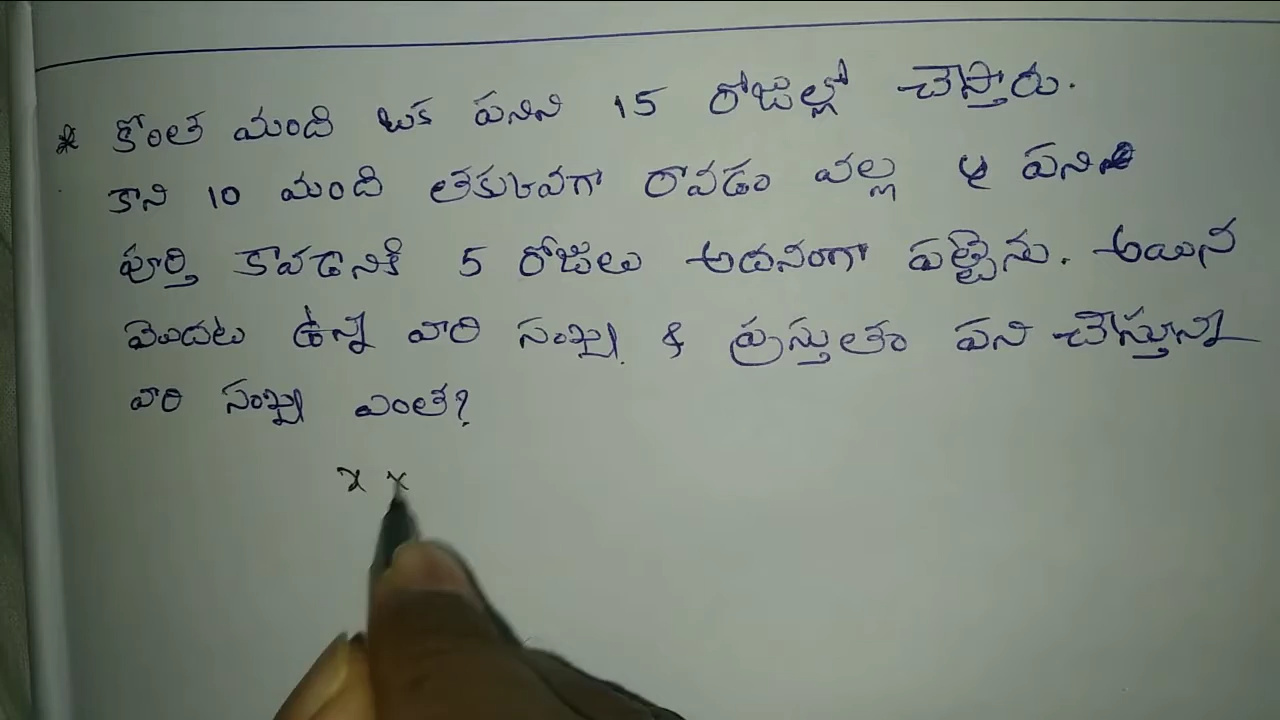 * కొంత మంది ఒక పనిని 15 రోజుల్లో చేస్తారు.
కాని 10 మంది తక్కువగా రావడం వల్ల ఆ పని
పూర్తి కావడానికి 5 రోజులు అదనంగా పట్టెను. అయిన
మొదట ఉన్న వారి సంఖ్య & ప్రస్తుతం పని చేస్తున్న
వారి సంఖ్య ఎంత?
x x